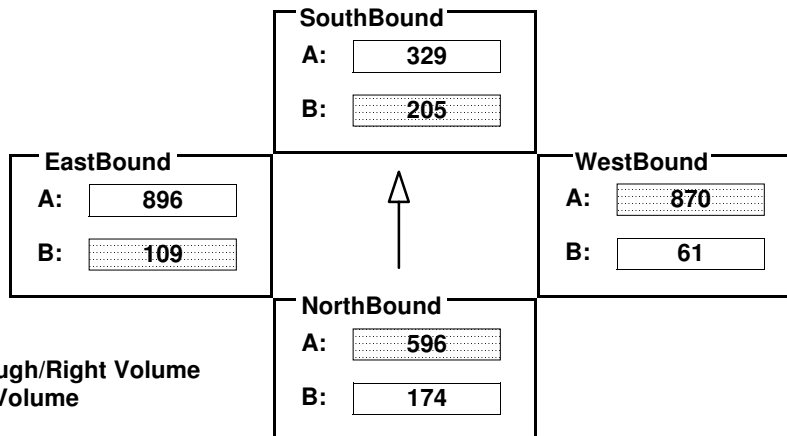 SouthBound
A: 329
B: 205
EastBound
A: 896
B: 109
WestBound
A: 870
B: 61
NorthBound
A: 596
B: 174
ugh/Right Volume
Volume